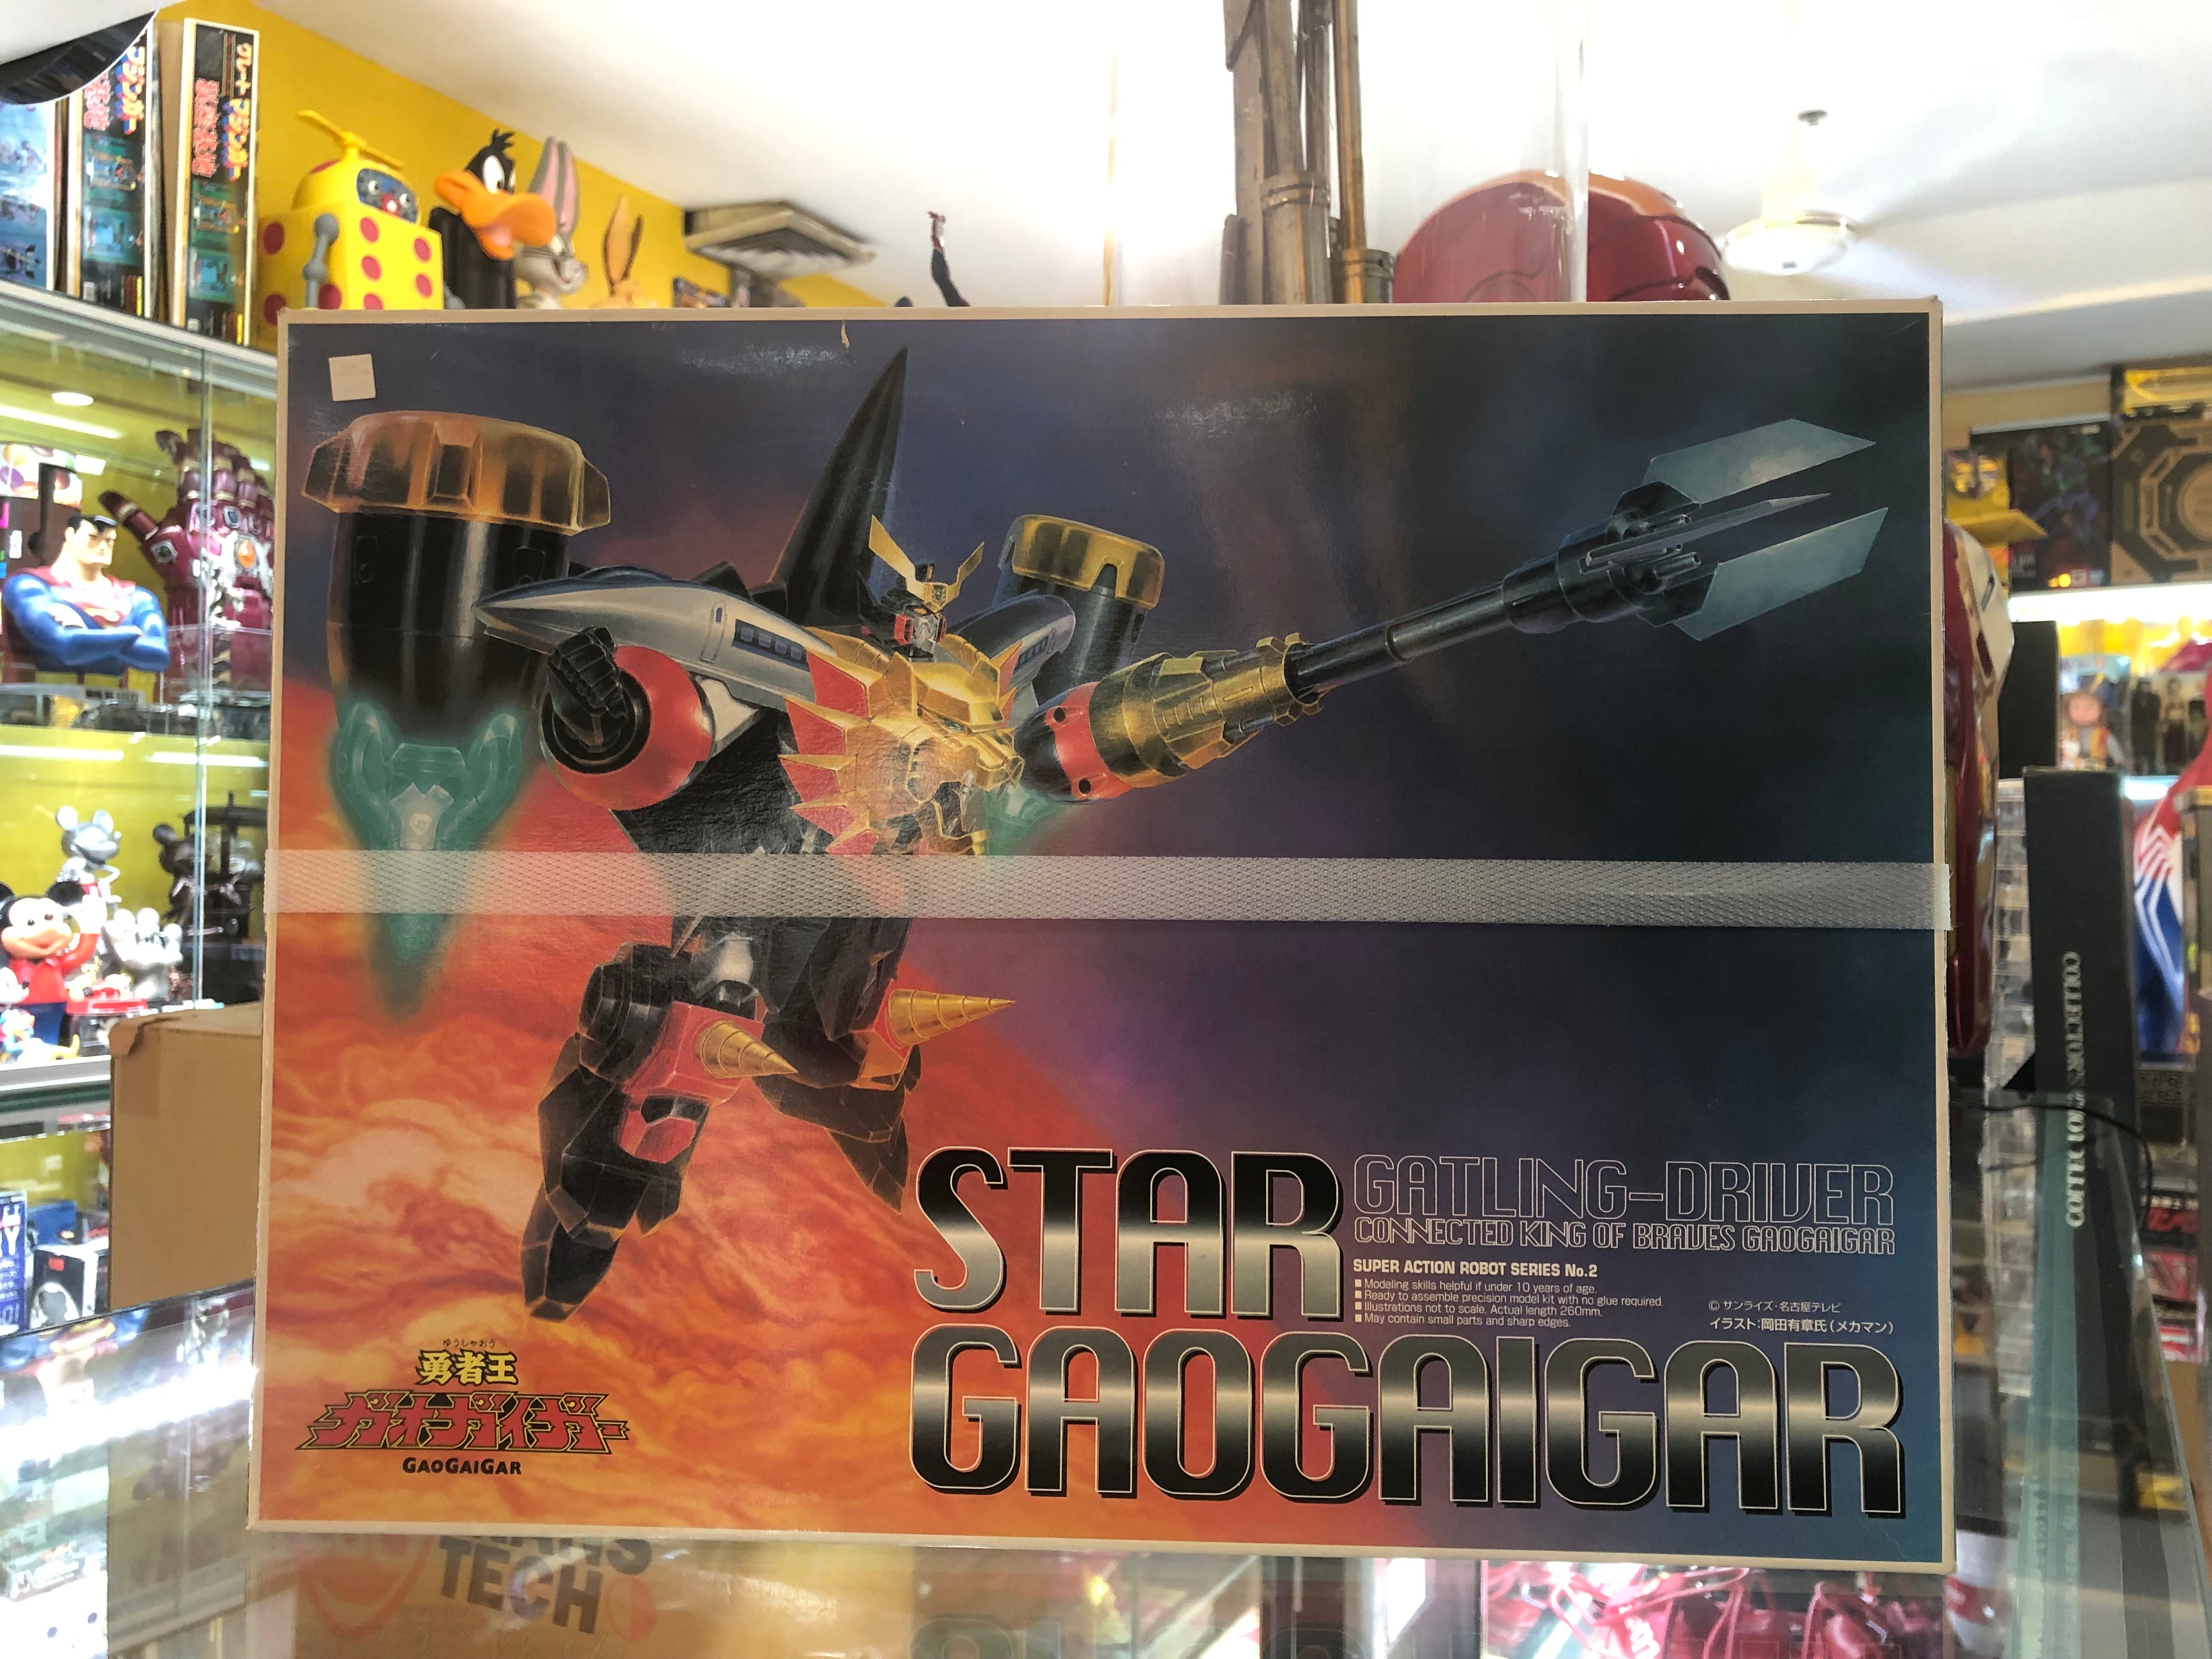 STAR
GAOGAIGAR
GATLING-DRIVER
CONNECTED KING OF BRAVES GAOGAIGAR
SUPER ACTION ROBOT SERIES No.2
■ Modeling skills helpful if under 10 years of age.
■ Ready to assemble precision model kit with no glue required.
■ Illustrations not to scale. Actual length 260mm.
■ May contain small parts and sharp edges.
© サンライズ・名古屋テレビ
イラスト:岡田有章氏(メカマン)
ゆうしゃおう
勇者王
ガオガイガー
GAOGAIGAR
TECH
COLLECTORS EDITION